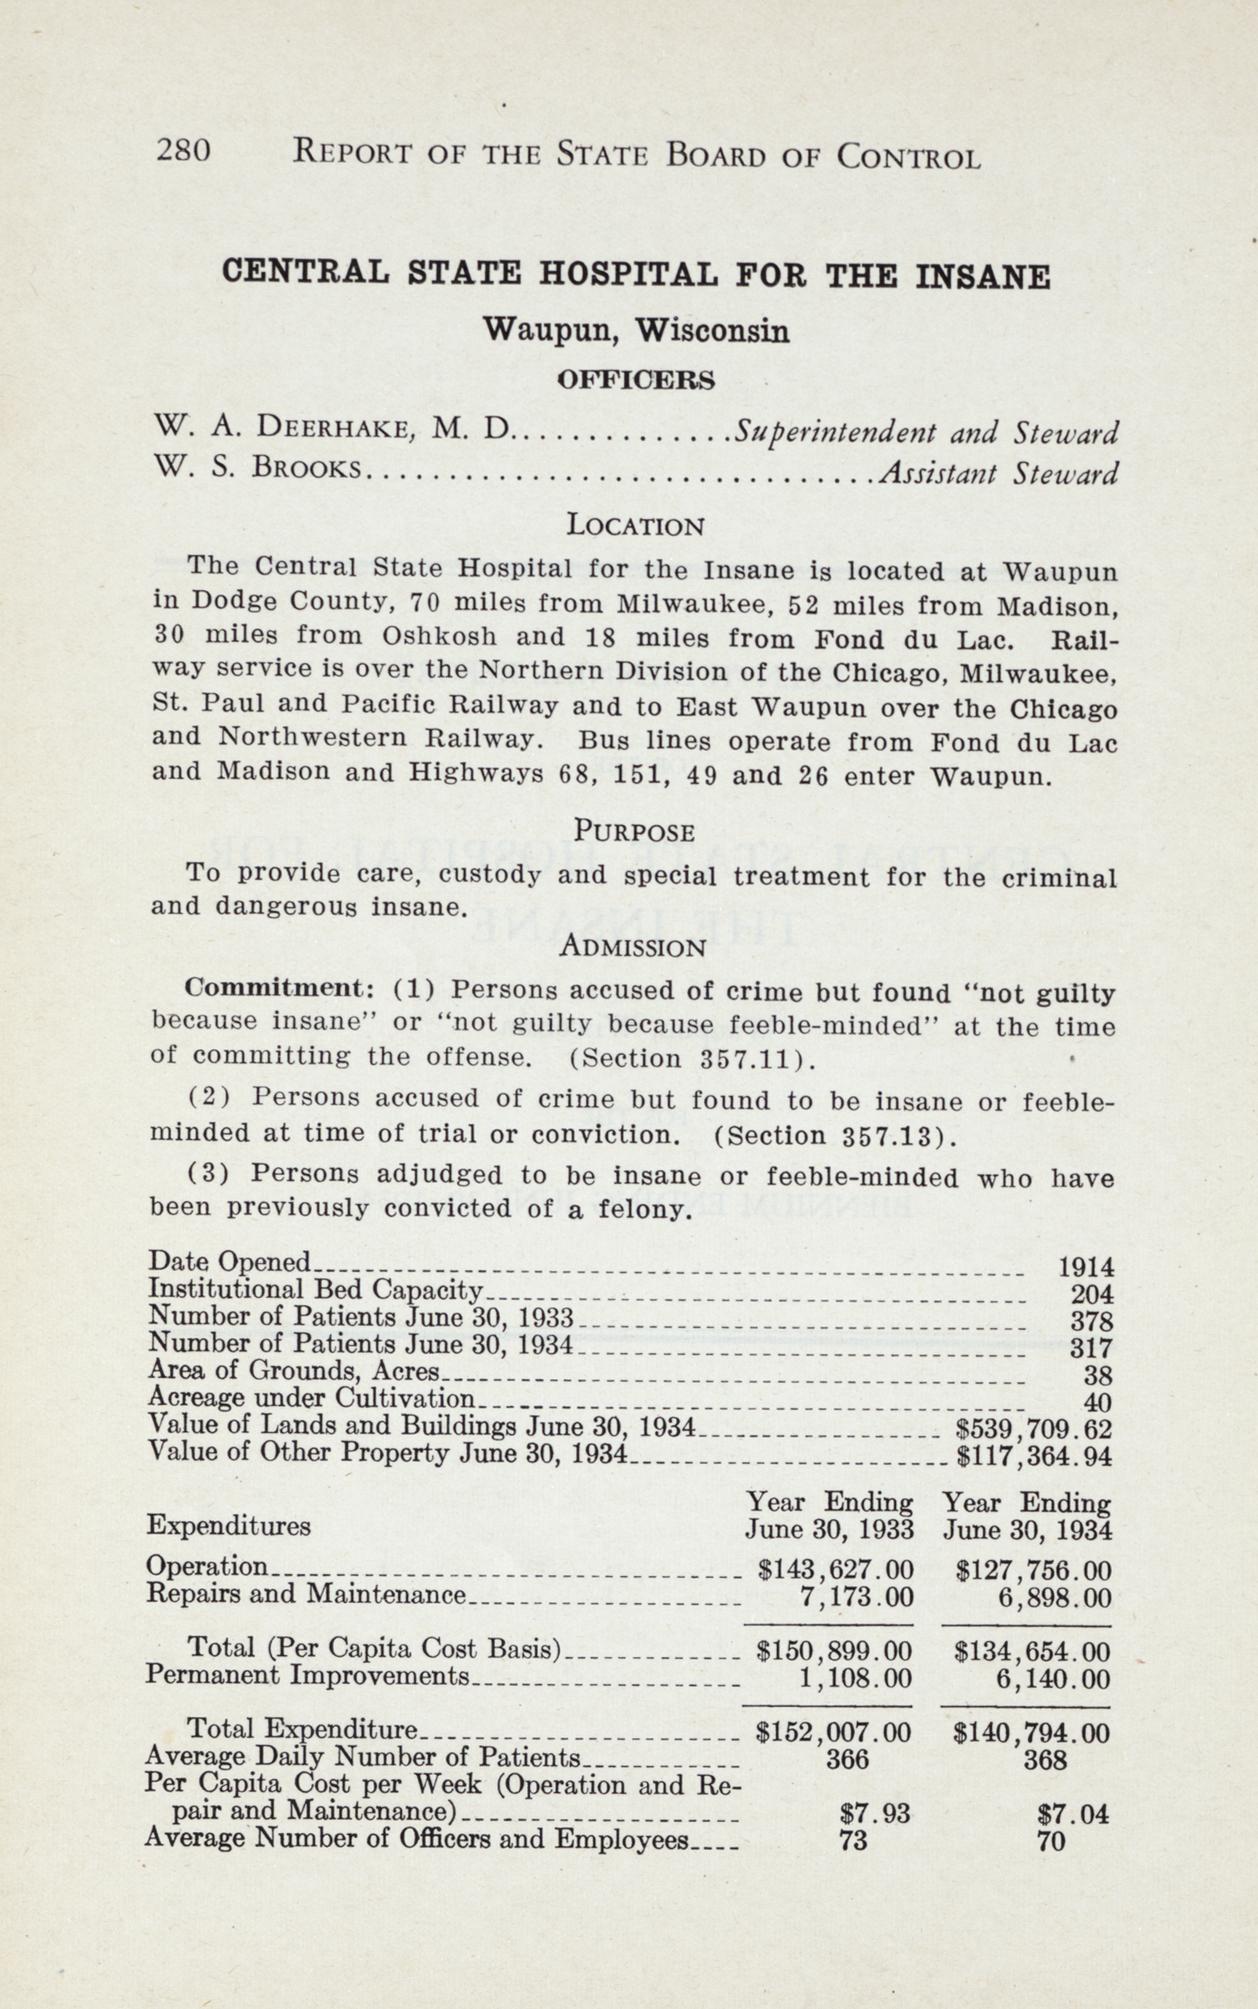 280 REPORT OF THE STATE BOARD OF CONTROL
CENTRAL STATE HOSPITAL FOR THE INSANE
Waupun, Wisconsin
OFFICERS
W. A. DEERHAKE, M. D..............Superintendent and Steward
W. S. BROOKS................................Assistant Steward
LOCATION
The Central State Hospital for the Insane is located at Waupun
in Dodge County, 70 miles from Milwaukee, 52 miles from Madison,
30 miles from Oshkosh and 18 miles from Fond du Lac. Rail-
way service is over the Northern Division of the Chicago, Milwaukee,
St. Paul and Pacific Railway and to East Waupun over the Chicago
and Northwestern Railway. Bus lines operate from Fond du Lac
and Madison and Highways 68, 151, 49 and 26 enter Waupun.
PURPOSE
To provide care, custody and special treatment for the criminal
and dangerous insane.
ADMISSION
Commitment: (1) Persons accused of crime but found “not guilty
because insane” or “not guilty because feeble-minded” at the time
of committing the offense. (Section 357.11).
(2) Persons accused of crime but found to be insane or feeble-
minded at time of trial or conviction. (Section 357.13).
(3) Persons adjudged to be insane or feeble-minded who have
been previously convicted of a felony.
Date Opened 1914
Institutional Bed Capacity 204
Number of Patients June 30, 1933 378
Number of Patients June 30, 1934 317
Area of Grounds, Acres 38
Acreage under Cultivation 40
Value of Lands and Buildings June 30, 1934 $539,709.62
Value of Other Property June 30, 1934 $117,364.94
Year Ending Year Ending
Expenditures June 30, 1933 June 30, 1934
Operation $143,627.00 $127,756.00
Repairs and Maintenance 7,173.00 6,898.00
Total (Per Capita Cost Basis) $150,899.00 $134,654.00
Permanent Improvements 1,108.00 6,140.00
Total Expenditure $152,007.00 $140,794.00
Average Daily Number of Patients 366 368
Per Capita Cost per Week (Operation and Re-
pair and Maintenance) $7.93 $7.04
Average Number of Officers and Employees 73 70